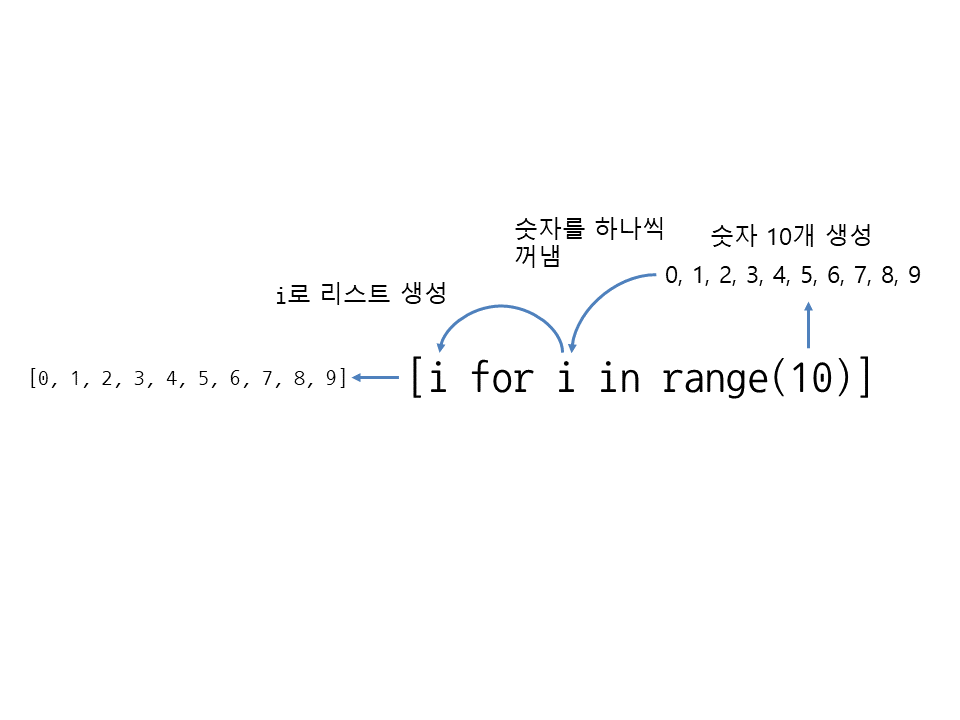 숫자를 하나씩
꺼냄
숫자 10개 생성
0, 1, 2, 3, 4, 5, 6, 7, 8, 9
i로 리스트 생성
[0, 1, 2, 3, 4, 5, 6, 7, 8, 9]
[i for i in range(10)]